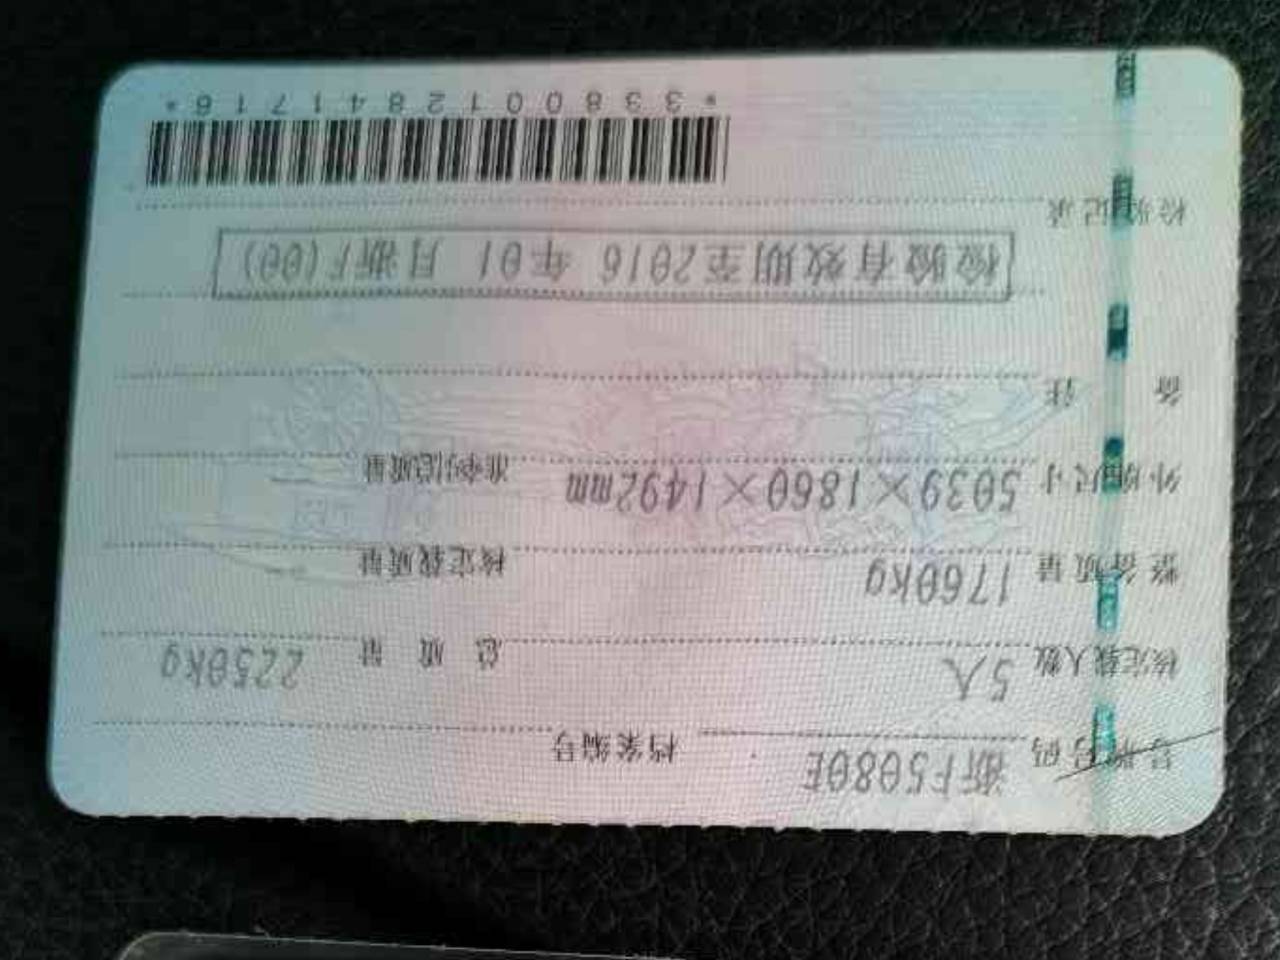 号牌号码 浙F5080E 档案编号
核定载人数 5人 总质量 2250kg
整备质量 1760kg 核定载质量 --
外廓尺寸 5039×1860×1492mm 准牵引总质量 --
备注
检验有效期至2016年01月浙F(00)
检验记录
*3380012841716*